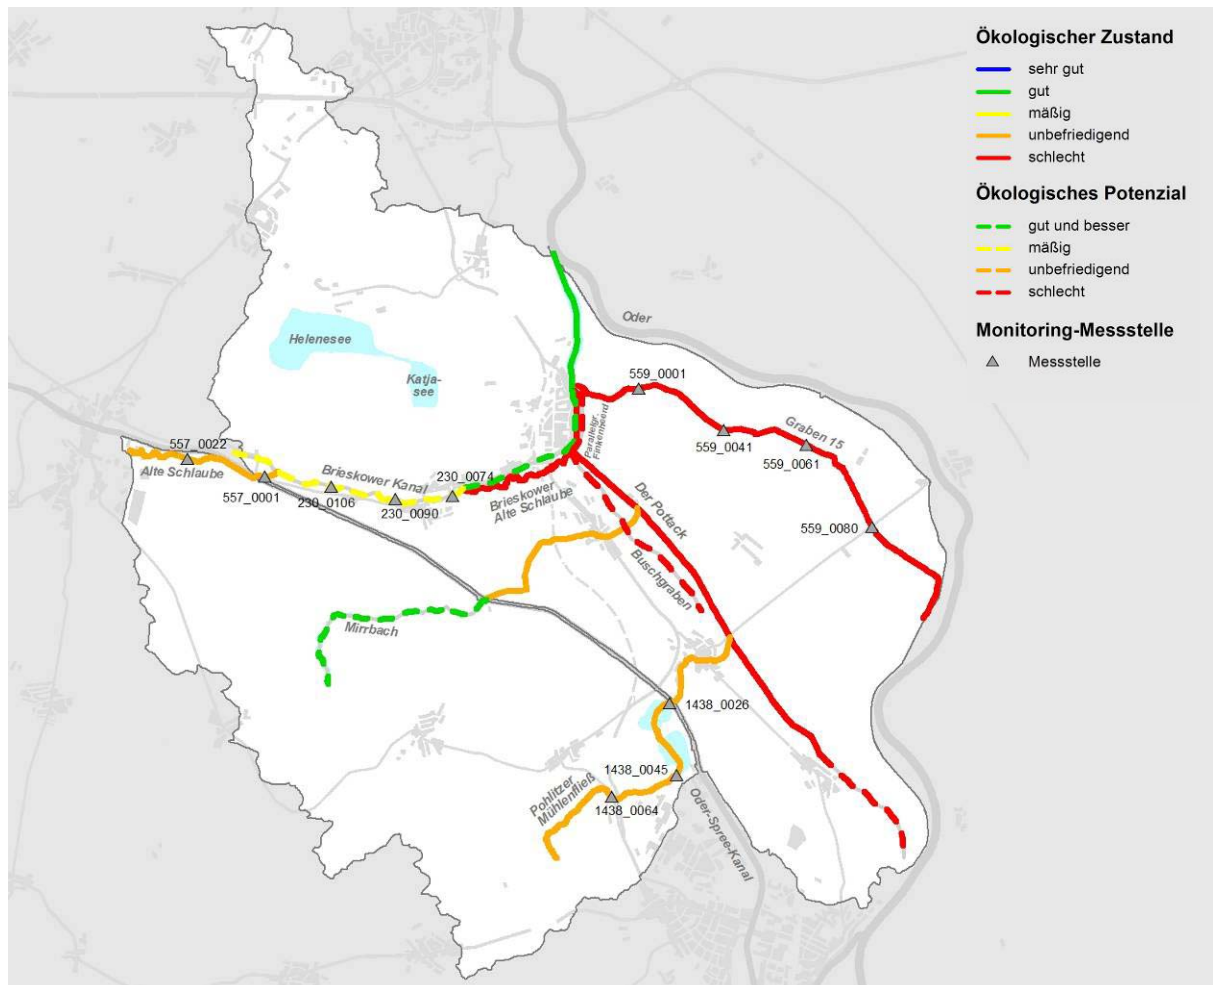 Ökologischer Zustand
sehr gut
gut
mäßig
unbefriedigend
schlecht
Ökologisches Potenzial
gut und besser
mäßig
unbefriedigend
schlecht
Monitoring-Messstelle
Messstelle
Oder
Helenesee
Katja-
see
559_0001
Parallelgr.
Finkenheerd
Graben 15
559_0041
559_0061
557_0022
Alte Schlaube
557_0001
Brieskower Kanal
230_0106
230_0090
230_0074
Brieskower
Alte Schlaube
Der Pottack
559_0080
Buschgraben
Mirrbach
1438_0026
1438_0045
Pohlitzer
Mühlenfließ
1438_0064
Oder-Spree-Kanal